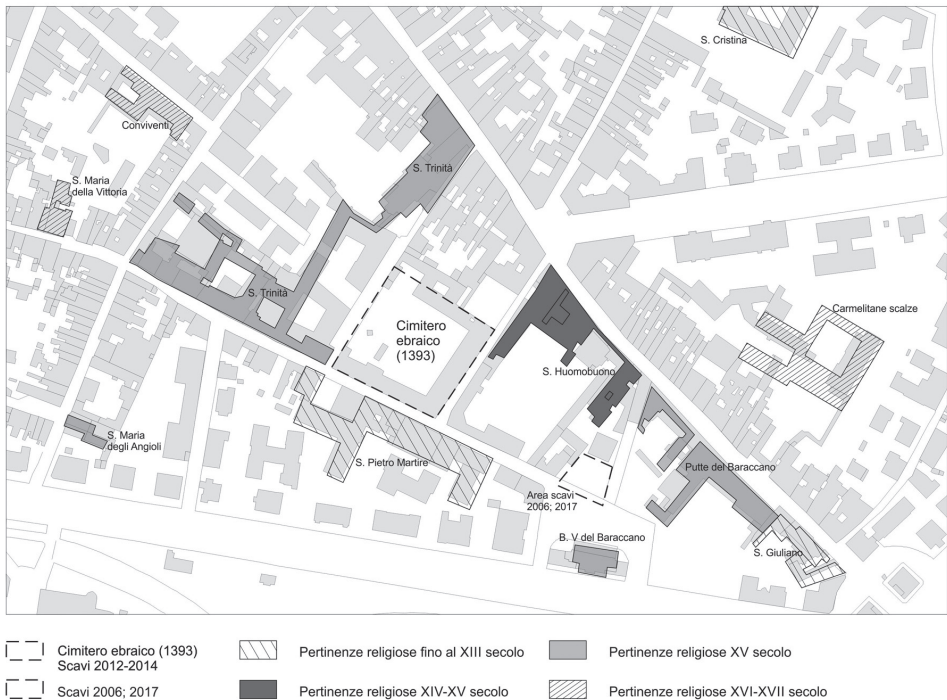 S. Cristina
Conviventi
S. Trinità
S. Maria
della Vittoria
S. Trinità
Cimitero
ebraico
(1393)
Carmelitane scalze
S. Huomobuono
S. Maria
degli Angioli
S. Pietro Martire
Putte del Baraccano
Area scavi
2006; 2017
B. V del Baraccano
S. Giuliano
Cimitero ebraico (1393)
Scavi 2012-2014
Pertinenze religiose fino al XIII secolo
Pertinenze religiose XV secolo
Scavi 2006; 2017
Pertinenze religiose XIV-XV secolo
Pertinenze religiose XVI-XVII secolo